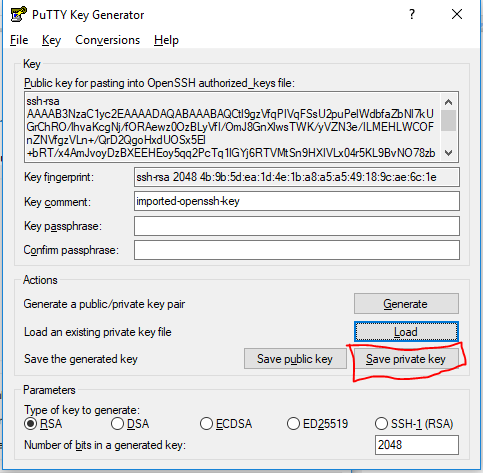 PuTTY Key Generator
File Key Conversions Help
Key
Public key for pasting into OpenSSH authorized_keys file:
ssh-rsa
AAAAB3NzaC1yc2EAAAADAQABAAABAQCtI9gzVfqPIVqFSsU2puPelWdbfaZbNI7kU
GrChRO/lhvaKcgNj/fORAewz0OzBLyVfI/OmJ8GnXlwsTWK/yVZN3e/ILMEHLWCOF
nZNVfgzVLn+/QrD2QgoHxdUOSx5EI
+bRT/x4AmJvoyDzBXEEHEoy5qq2PcTq1IGYj6RTVMtSn9HXIVLx04r5KL9BvNO78zb
Key fingerprint: ssh-rsa 2048 4b:9b:5d:ea:1d:4e:1b:a8:a5:a5:49:18:9c:ae:6c:1e
Key comment: imported-openssh-key
Key passphrase:
Confirm passphrase:
Actions
Generate a public/private key pair Generate
Load an existing private key file Load
Save the generated key Save public key Save private key
Parameters
Type of key to generate:
RSA DSA ECDSA ED25519 SSH-1 (RSA)
Number of bits in a generated key: 2048